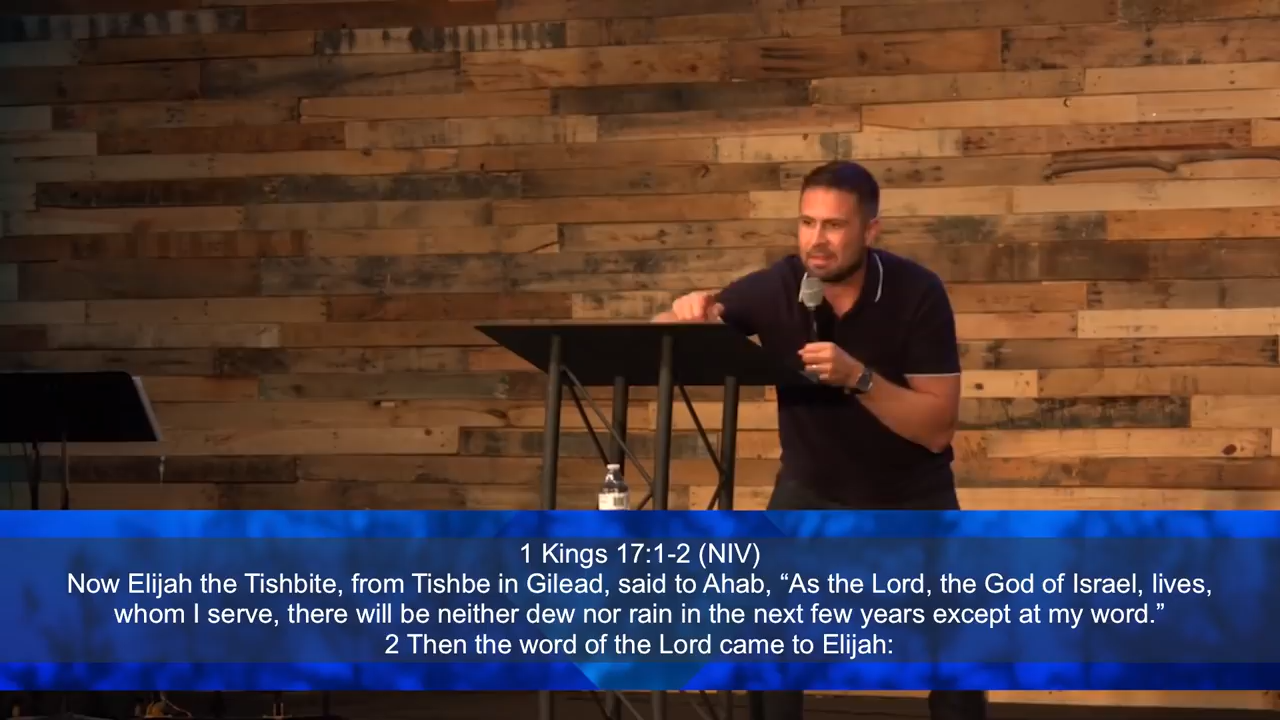 1 Kings 17:1-2 (NIV)
Now Elijah the Tishbite, from Tishbe in Gilead, said to Ahab, “As the Lord, the God of Israel, lives,
whom I serve, there will be neither dew nor rain in the next few years except at my word.”
2 Then the word of the Lord came to Elijah: